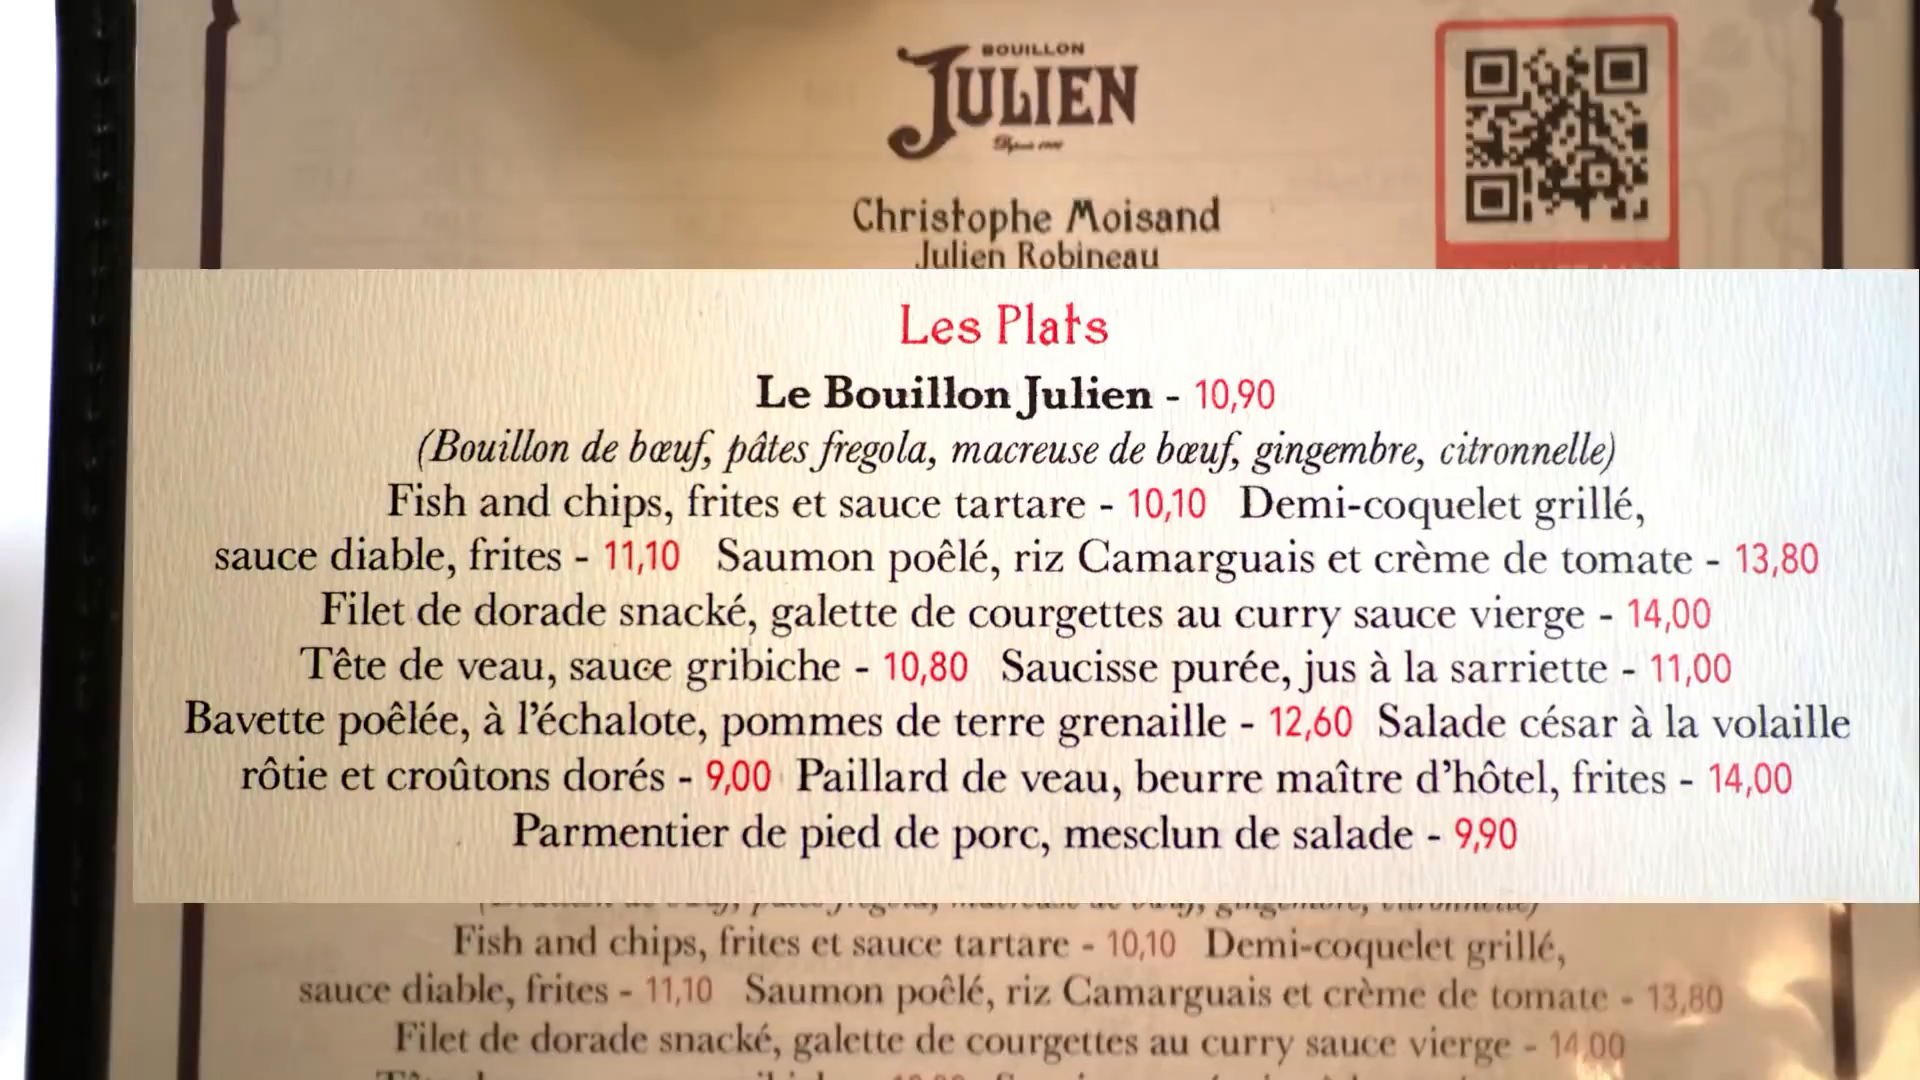 BOUILLON
JULIEN
Depuis 1906
Christophe Moisand
Julien Robineau
Les Plats
Le Bouillon Julien - 10,90
(Bouillon de bœuf, pâtes fregola, macreuse de bœuf, gingembre, citronnelle)
Fish and chips, frites et sauce tartare - 10,10 Demi-coquelet grillé,
sauce diable, frites - 11,10 Saumon poêlé, riz Camarguais et crème de tomate - 13,80
Filet de dorade snacké, galette de courgettes au curry sauce vierge - 14,00
Tête de veau, sauce gribiche - 10,80 Saucisse purée, jus à la sarriette - 11,00
Bavette poêlée, à l'échalote, pommes de terre grenaille - 12,60 Salade césar à la volaille
rôtie et croûtons dorés - 9,00 Paillard de veau, beurre maître d'hôtel, frites - 14,00
Parmentier de pied de porc, mesclun de salade - 9,90
Fish and chips, frites et sauce tartare - 10,10 Demi-coquelet grillé,
sauce diable, frites - 11,10 Saumon poêlé, riz Camarguais et crème de tomate - 13,80
Filet de dorade snacké, galette de courgettes au curry sauce vierge - 14,00